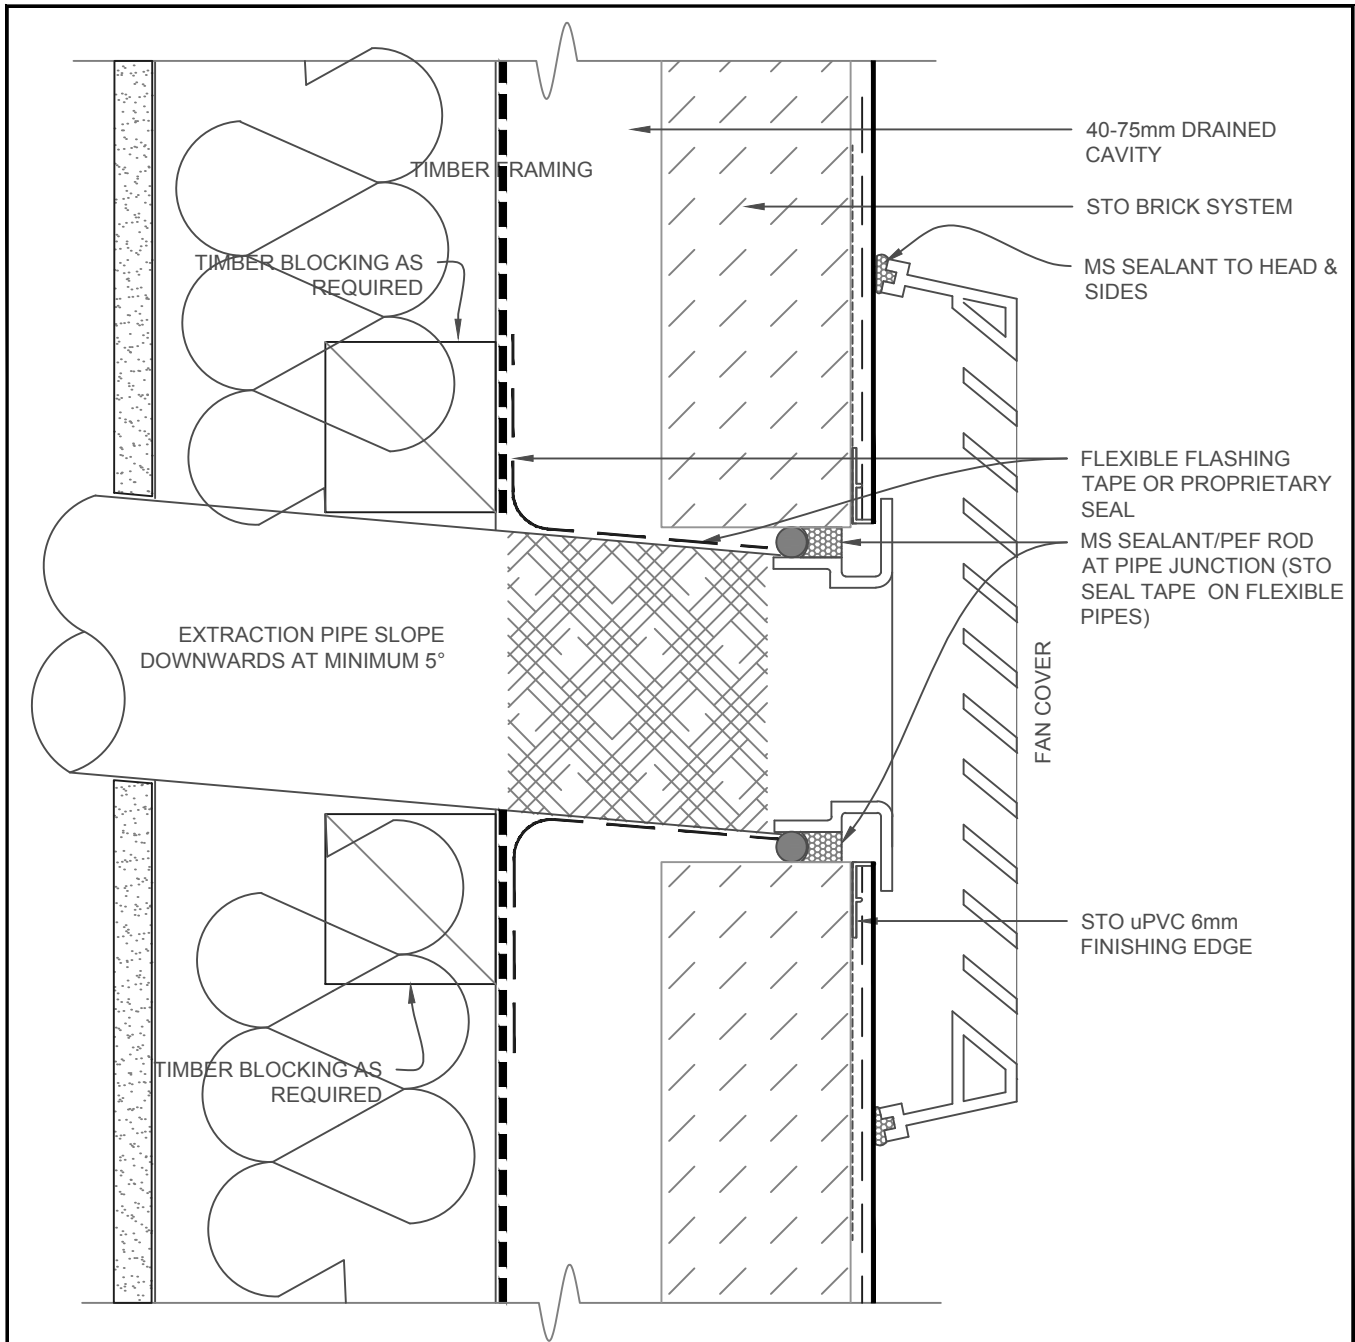 40-75mm DRAINED
CAVITY
TIMBER FRAMING
STO BRICK SYSTEM
TIMBER BLOCKING AS
REQUIRED
MS SEALANT TO HEAD &
SIDES
FLEXIBLE FLASHING
TAPE OR PROPRIETARY
SEAL
MS SEALANT/PEF ROD
AT PIPE JUNCTION (STO
SEAL TAPE ON FLEXIBLE
PIPES)
EXTRACTION PIPE SLOPE
DOWNWARDS AT MINIMUM 5°
FAN COVER
STO uPVC 6mm
FINISHING EDGE
TIMBER BLOCKING AS
REQUIRED